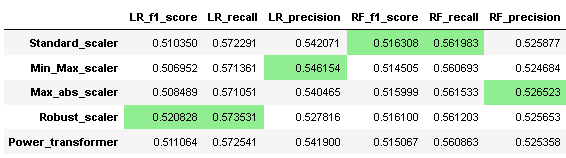 LR_f1_score LR_recall LR_precision RF_f1_score RF_recall RF_precision
Standard_scaler 0.510350 0.572291 0.542071 0.516308 0.561983 0.525877
Min_Max_scaler 0.506952 0.571361 0.546154 0.514505 0.560693 0.524684
Max_abs_scaler 0.508489 0.571051 0.540465 0.515999 0.561533 0.526523
Robust_scaler 0.520828 0.573531 0.527816 0.516100 0.561203 0.525653
Power_transformer 0.511064 0.572541 0.541900 0.515067 0.560863 0.525358